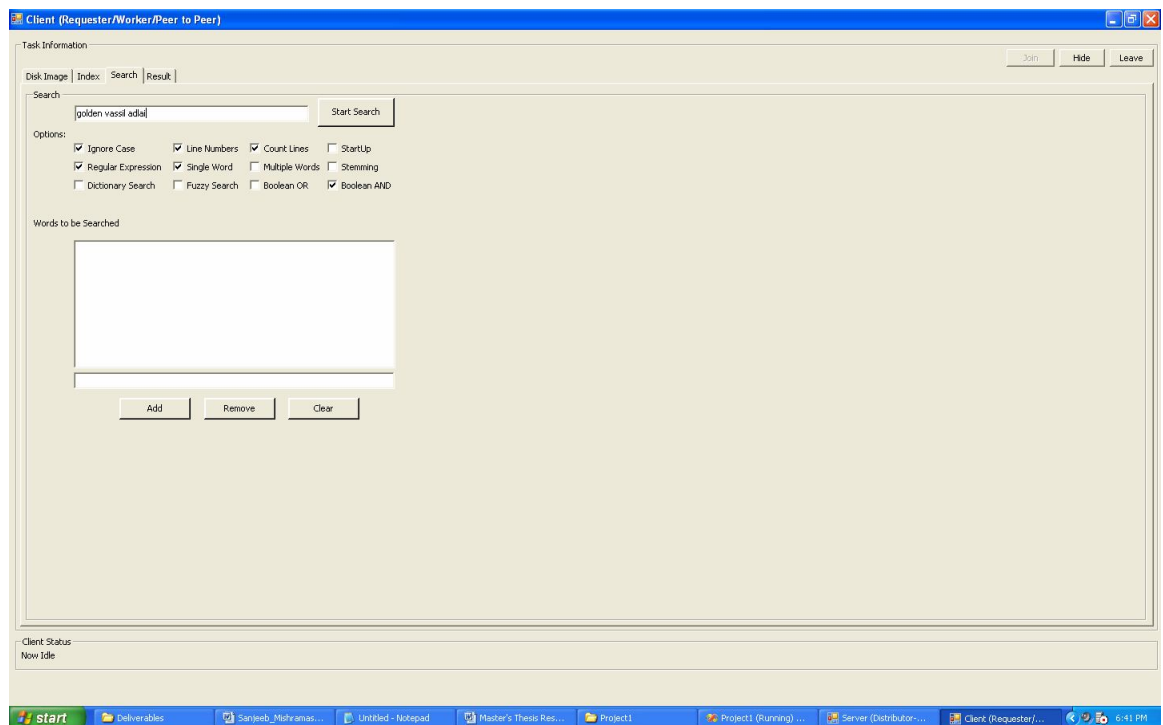 Client (Requester/Worker/Peer to Peer)
Task Information
Join Hide Leave
Disk Image Index Search Result
Search
golden vassil adlai Start Search
Options:
Ignore Case Line Numbers Count Lines StartUp
Regular Expression Single Word Multiple Words Stemming
Dictionary Search Fuzzy Search Boolean OR Boolean AND
Words to be Searched
Add Remove Clear
Client Status
Now Idle
start Deliverables Sanjeeb_Mishramas... Untitled - Notepad Master's Thesis Res... Project1 Project1 (Running) ... Server (Distributor-... Client (Requester/... 6:41 PM